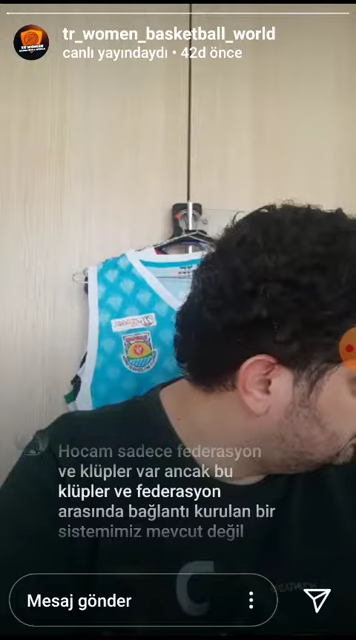 tr_women_basketball_world
canlı yayındaydı • 42d önce
Hocam sadece federasyon
ve klüpler var ancak bu
klüpler ve federasyon
arasında bağlantı kurulan bir
sistemimiz mevcut değil
C
Mesaj gönder